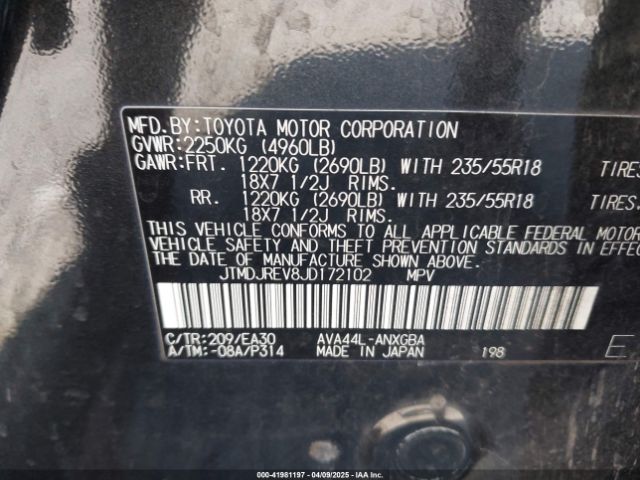 MFD.BY:TOYOTA MOTOR CORPORATION
GVWR:2250KG (4960LB)
GAWR:FRT. 1220KG (2690LB) WITH 235/55R18 TIRES
18X7 1/2J RIMS.
RR. 1220KG (2690LB) WITH 235/55R18 TIRES.
18X7 1/2J RIMS.
THIS VEHICLE CONFORMS TO ALL APPLICABLE FEDERAL MOTOR
VEHICLE SAFETY AND THEFT PREVENTION STANDARDS IN EFFEC
THE DATE OF MANUFACTURE SHOWN ABOVE.
JTMDJREV8JD172102 MPV
C/TR:209/EA30 AVA44L-ANXGBA
A/TM:-08A/P314 MADE IN JAPAN 198 E
000-41981197 - 04/09/2025 - IAA Inc.